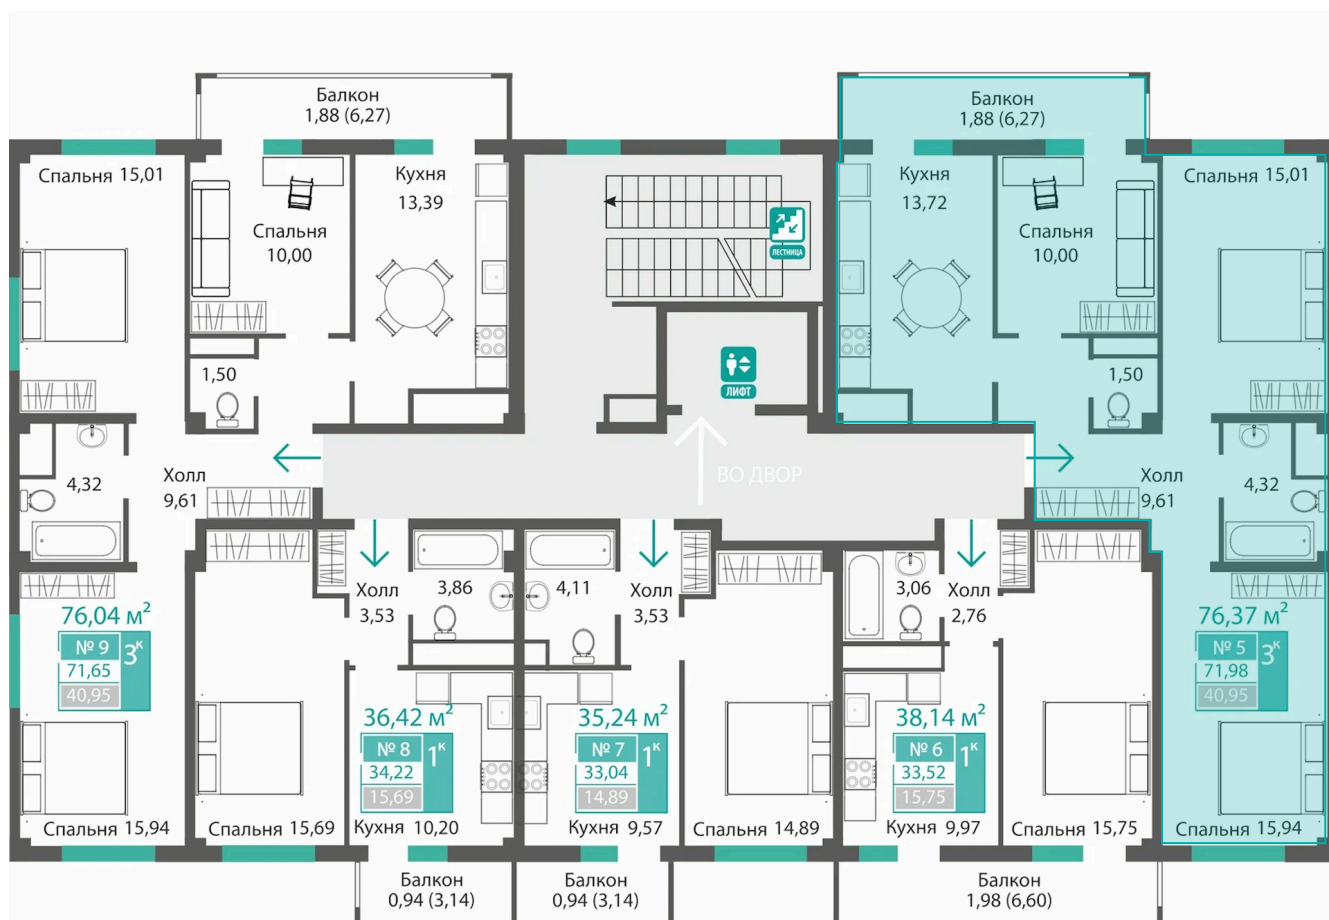 Балкон
1,88 (6,27)
Балкон
1,88 (6,27)
Спальня 15,01
Кухня
13,39
Спальня
10,00
ЛЕСТНИЦА
Кухня
13,72
Спальня
10,00
Спальня 15,01
1,50
ЛИФТ
1,50
4,32
Холл
9,61
ВО ДВОР
Холл
9,61
4,32
Холл
3,53
3,86
4,11
Холл
3,53
3,06
Холл
2,76
76,04 м²
№ 9
3к
71,65
40,95
76,37 м²
№ 5
3к
71,98
40,95
36,42 м²
№ 8
1к
34,22
15,69
35,24 м²
№ 7
1к
33,04
14,89
38,14 м²
№ 6
1к
33,52
15,75
Спальня 15,94
Спальня 15,69
Кухня 10,20
Кухня 9,57
Спальня 14,89
Кухня 9,97
Спальня 15,75
Спальня 15,94
Балкон
0,94 (3,14)
Балкон
0,94 (3,14)
Балкон
1,98 (6,60)